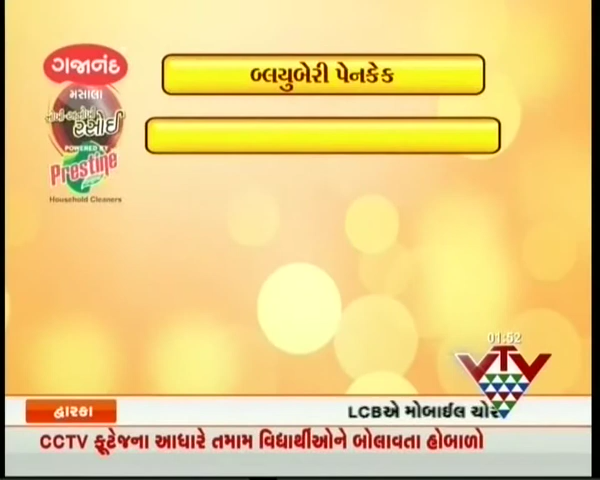 ગજાનંદ
મસાલા
રસોઈ
POWERED BY
Prestine
Household Cleaners
બ્લયુબેરી પેનકેક
01:52
VTV
દ્વારકા
LCBએ મોબાઈલ ચોર
CCTV ફૂટેજના આધારે તમામ વિદ્યાર્થીઓને બોલાવતા હોબાળો